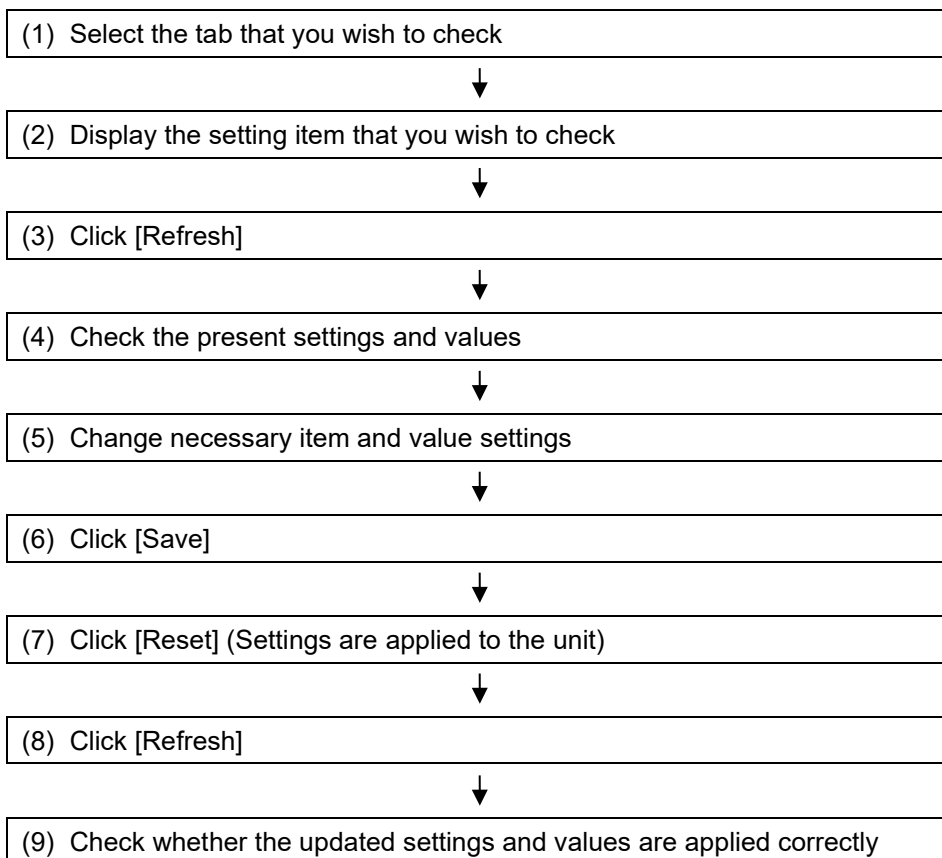 (1) Select the tab that you wish to check
(2) Display the setting item that you wish to check
(3) Click [Refresh]
(4) Check the present settings and values
(5) Change necessary item and value settings
(6) Click [Save]
(7) Click [Reset] (Settings are applied to the unit)
(8) Click [Refresh]
(9) Check whether the updated settings and values are applied correctly